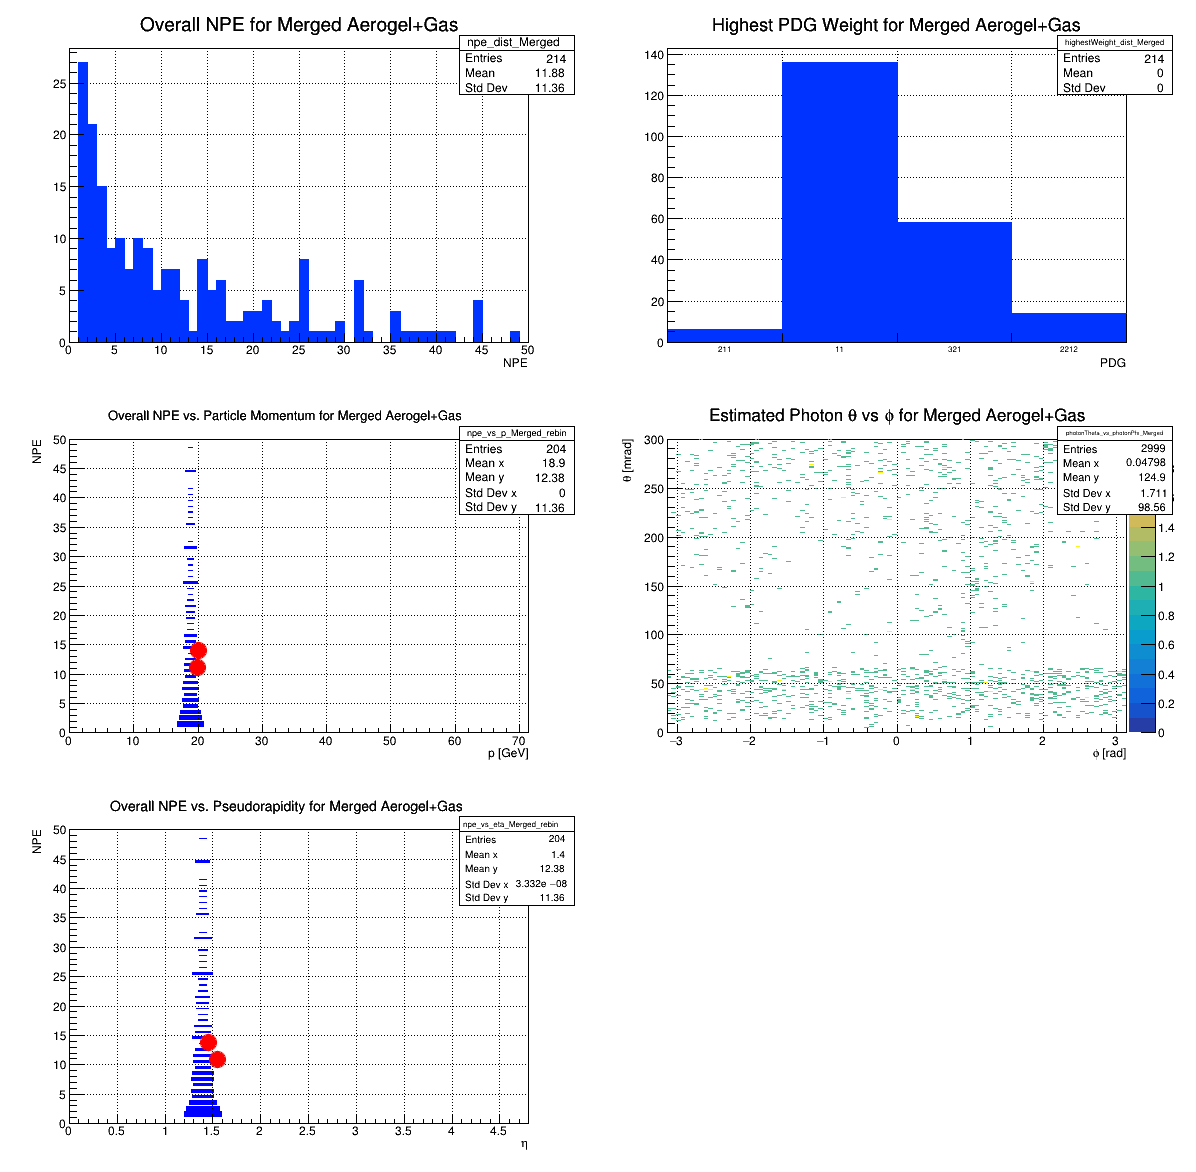 Overall NPE for Merged Aerogel+Gas
npe_dist_Merged
Entries 214
Mean 11.88
Std Dev 11.36
25
20
15
10
5
0
0 5 10 15 20 25 30 35 40 45 50
NPE
Highest PDG Weight for Merged Aerogel+Gas
highestWeight_dist_Merged
Entries 214
Mean 0
Std Dev 0
140
120
100
80
60
40
20
0
211 11 321 2212
PDG
Overall NPE vs. Particle Momentum for Merged Aerogel+Gas
NPE
npe_vs_p_Merged_rebin
Entries 204
Mean x 18.9
Mean y 12.38
Std Dev x 0
Std Dev y 11.36
50
45
40
35
30
25
20
15
10
5
0
0 10 20 30 40 50 60 70
p [GeV]
Estimated Photon θ vs ϕ for Merged Aerogel+Gas
θ [mrad]
photonTheta_vs_photonPhi_Merged
Entries 2999
Mean x 0.04798
Mean y 124.9
Std Dev x 1.711
Std Dev y 98.56
300
250
200
150
100
50
0
−3 −2 −1 0 1 2 3
ϕ [rad]
1.4
1.2
1
0.8
0.6
0.4
0.2
0
Overall NPE vs. Pseudorapidity for Merged Aerogel+Gas
NPE
npe_vs_eta_Merged_rebin
Entries 204
Mean x 1.4
Mean y 12.38
Std Dev x 3.332e −08
Std Dev y 11.36
50
45
40
35
30
25
20
15
10
5
0
0 0.5 1 1.5 2 2.5 3 3.5 4 4.5
η